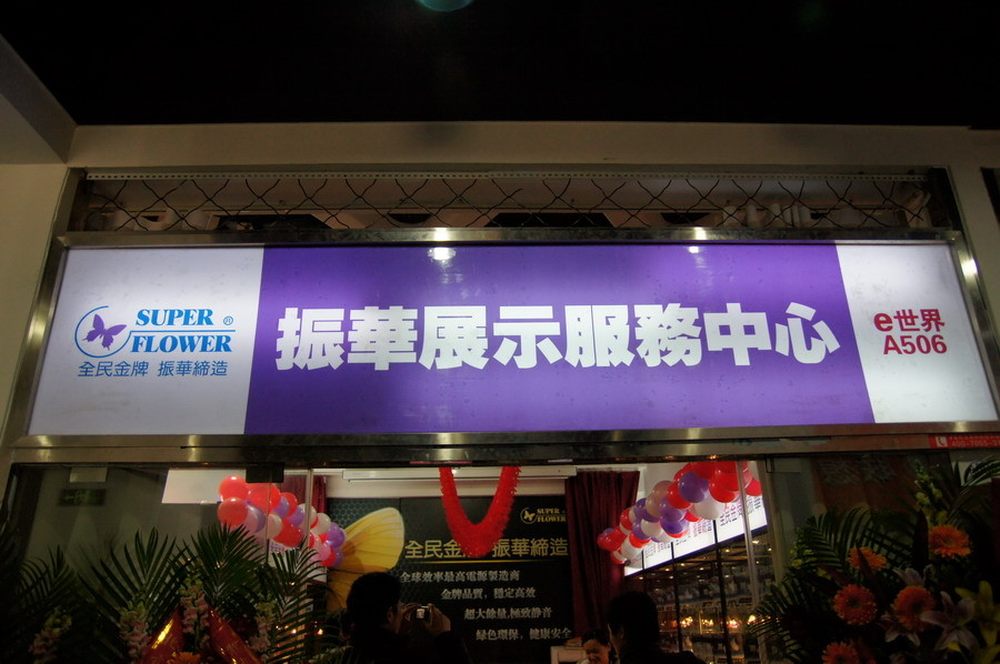 SUPER ®
FLOWER
全民金牌 振華締造
振華展示服務中心
e世界
A506
SUPER
FLOWER
全民金牌 振華締造
全球效率最高電源製造商
金牌品質，穩定高效
超大餘量,極致静音
綠色環保，健康安全